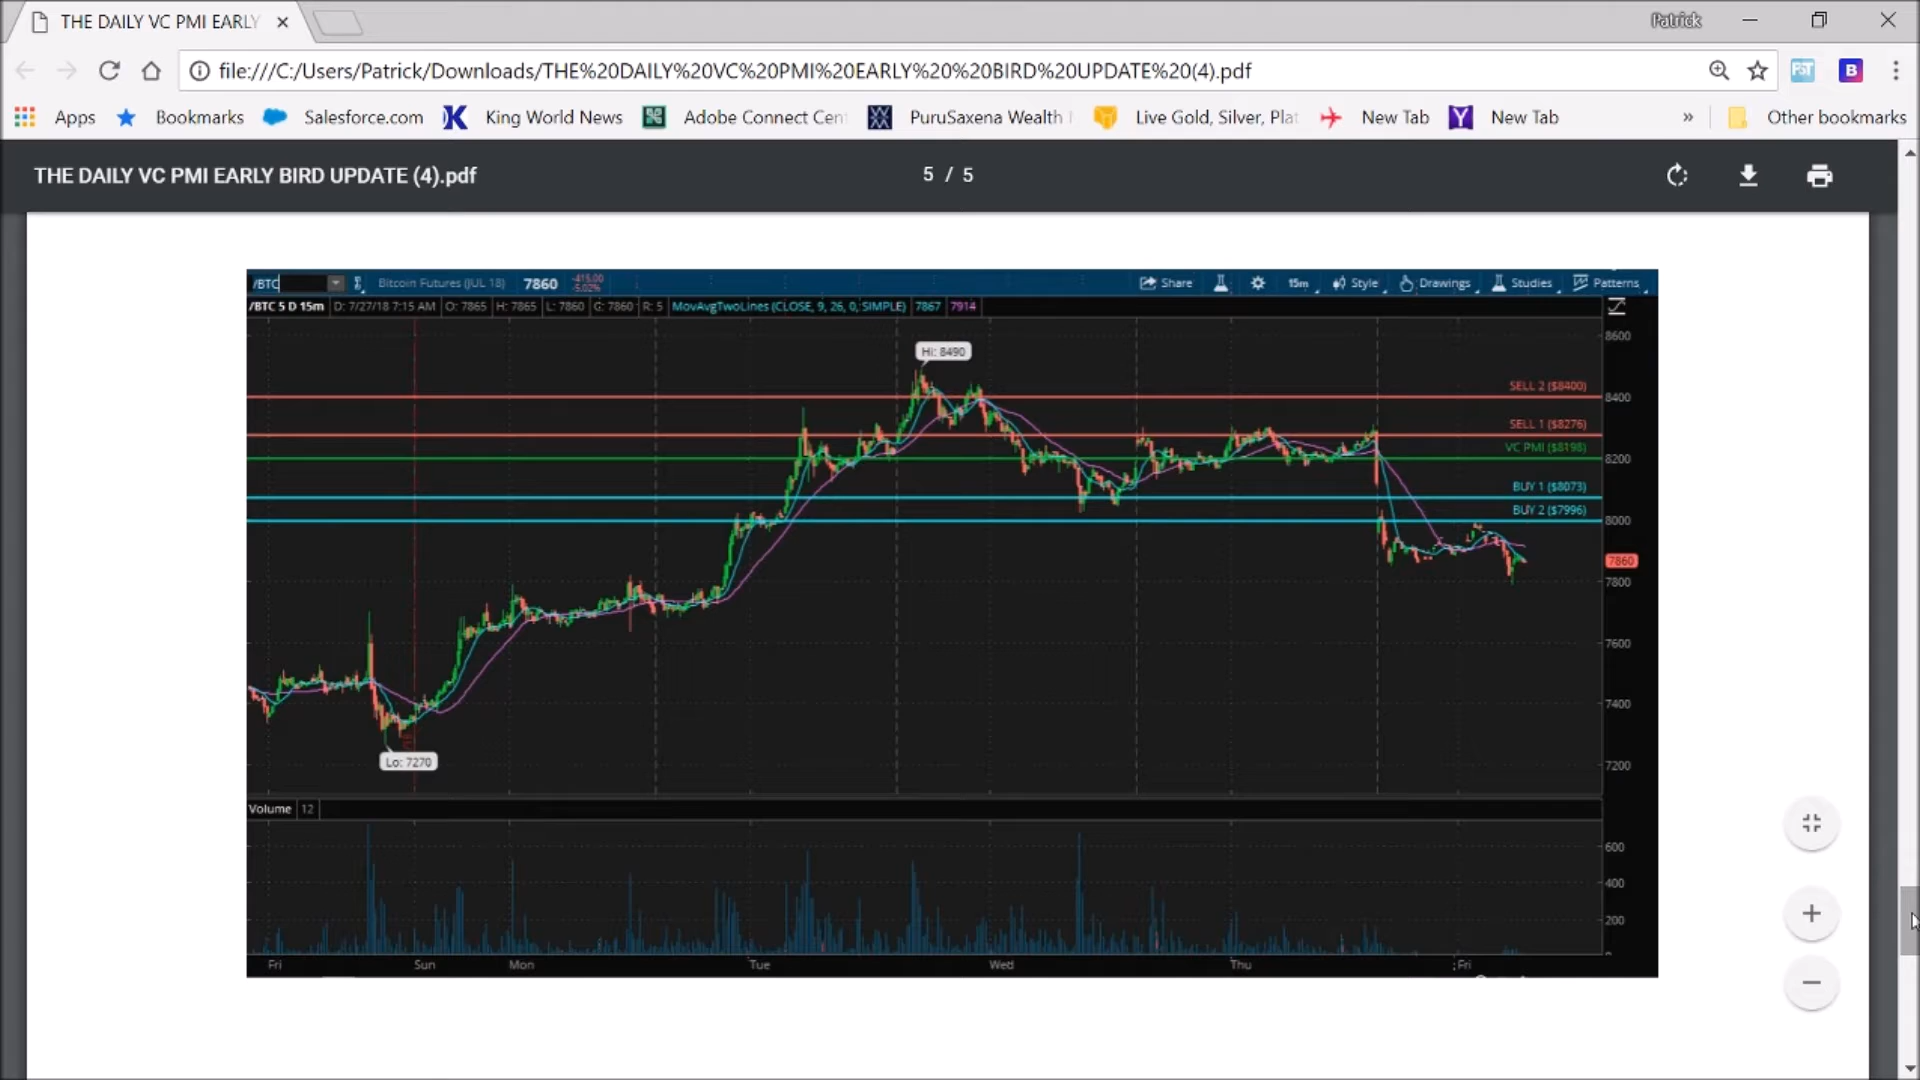 THE DAILY VC PMI EARLY
Patrick
file:///C:/Users/Patrick/Downloads/THE%20DAILY%20VC%20PMI%20EARLY%20%20BIRD%20UPDATE%20(4).pdf
Apps Bookmarks Salesforce.com King World News Adobe Connect Cen PuruSaxena Wealth Live Gold, Silver, Plat New Tab New Tab » Other bookmarks
THE DAILY VC PMI EARLY BIRD UPDATE (4).pdf 5 / 5
/BTC Bitcoin Futures (JUL 18) 7860 -415.00 Share 15m Style Drawings Studies Patterns
-5.02%
/BTC 5 D 15m D: 7/27/18 7:15 AM O: 7865 H: 7865 L: 7860 C: 7860 R: 5 MovAvgTwoLines (CLOSE, 9, 26, 0, SIMPLE) 7867 7914
8600
Hi: 8490
SELL 2 ($8400)
8400
SELL 1 ($8276)
VC PMI ($8198)
8200
BUY 1 ($8073)
BUY 2 ($7996)
8000
7860
7800
7600
7400
Lo: 7270
7200
Volume 12
600
400
200
Fri Sun Mon Tue Wed Thu Fri